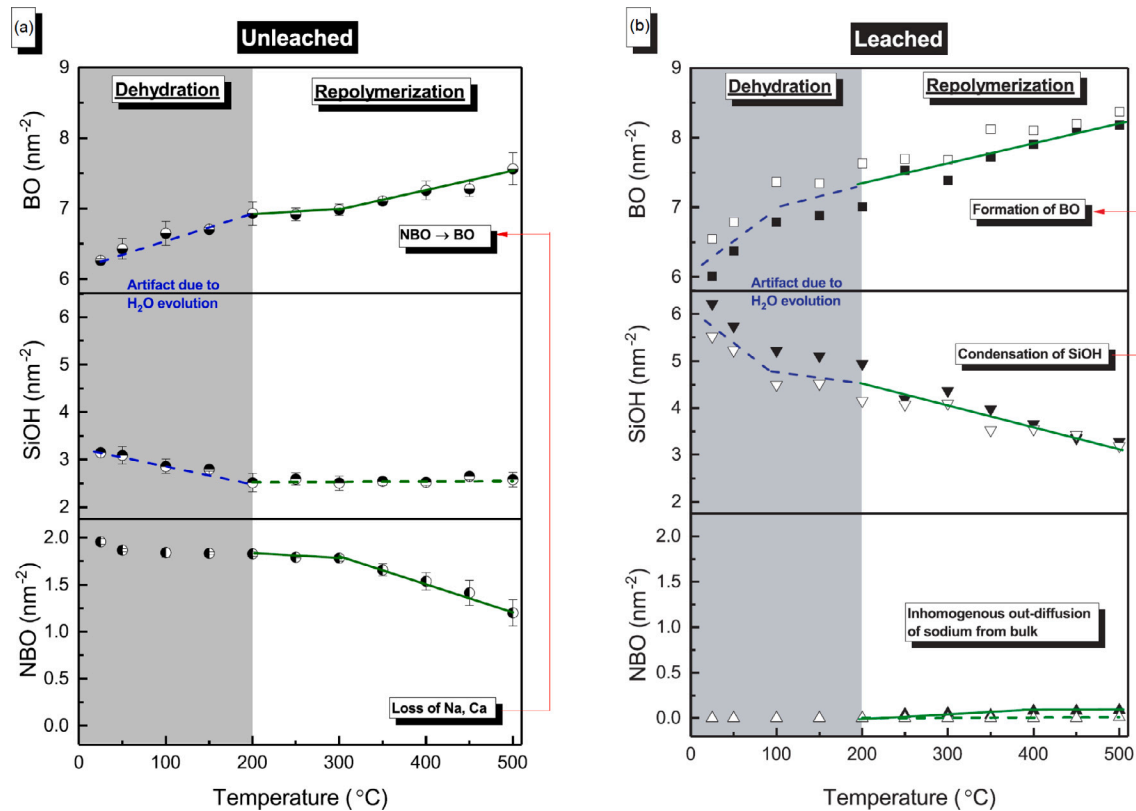 (a)
Unleached
Dehydration
Repolymerization
9
8
7
6
BO (nm-2)
NBO → BO
Artifact due to
H2O evolution
6
5
4
3
2
SiOH (nm-2)
2.0
1.5
1.0
0.5
0.0
NBO (nm-2)
Loss of Na, Ca
0 100 200 300 400 500
Temperature (°C)
(b)
Leached
Dehydration
Repolymerization
9
8
7
6
BO (nm-2)
Formation of BO
Artifact due to
H2O evolution
6
5
4
3
2
SiOH (nm-2)
Condensation of SiOH
2.0
1.5
1.0
0.5
0.0
NBO (nm-2)
Inhomogenous out-diffusion
of sodium from bulk
0 100 200 300 400 500
Temperature (°C)